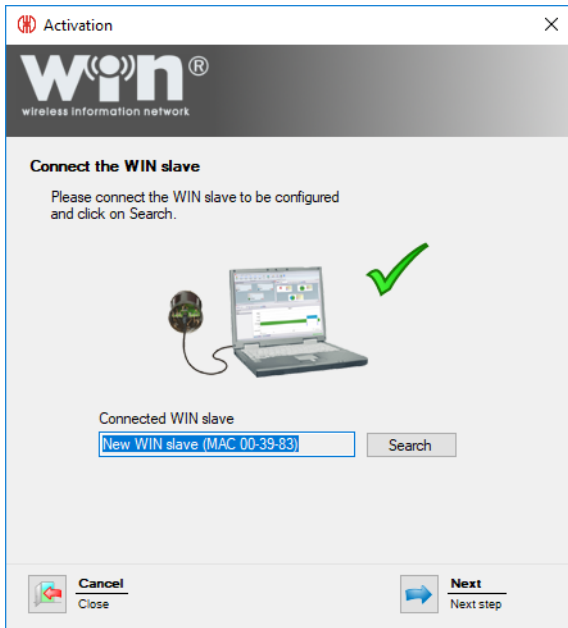 Activation
WIN®
wireless information network
Connect the WIN slave
Please connect the WIN slave to be configured
and click on Search.
Connected WIN slave
New WIN slave (MAC 00-39-83)
Search
Cancel
Close
Next
Next step